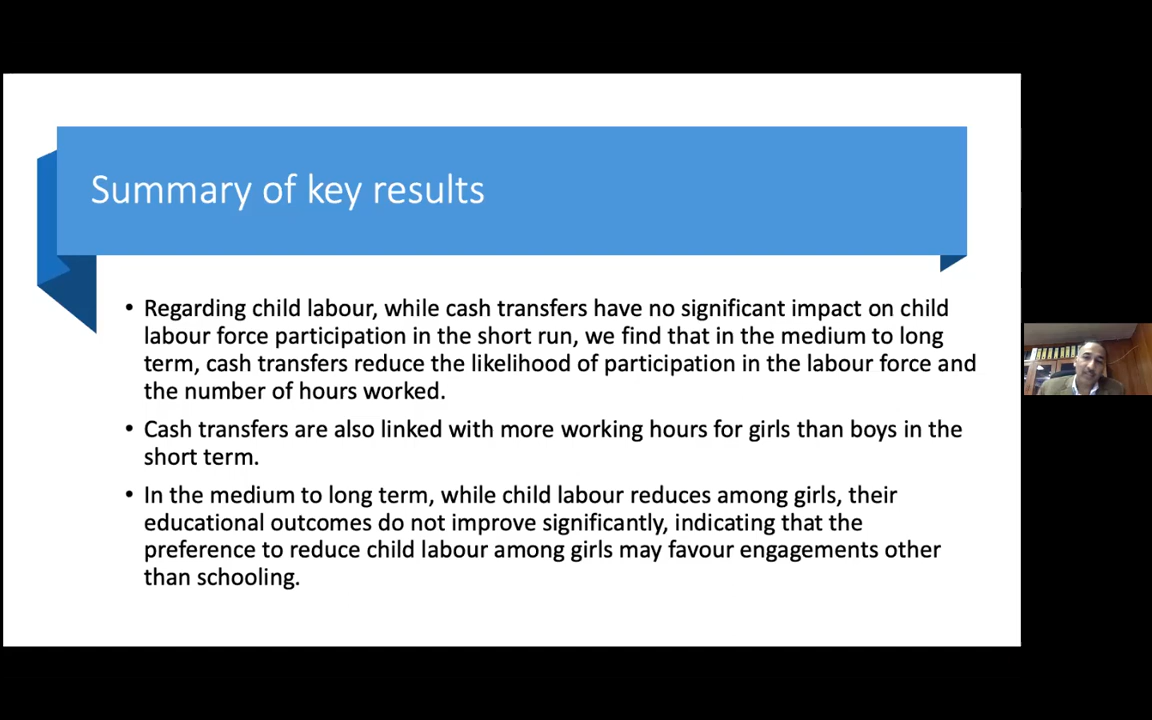 Summary of key results
• Regarding child labour, while cash transfers have no significant impact on child
labour force participation in the short run, we find that in the medium to long
term, cash transfers reduce the likelihood of participation in the labour force and
the number of hours worked.
• Cash transfers are also linked with more working hours for girls than boys in the
short term.
• In the medium to long term, while child labour reduces among girls, their
educational outcomes do not improve significantly, indicating that the
preference to reduce child labour among girls may favour engagements other
than schooling.